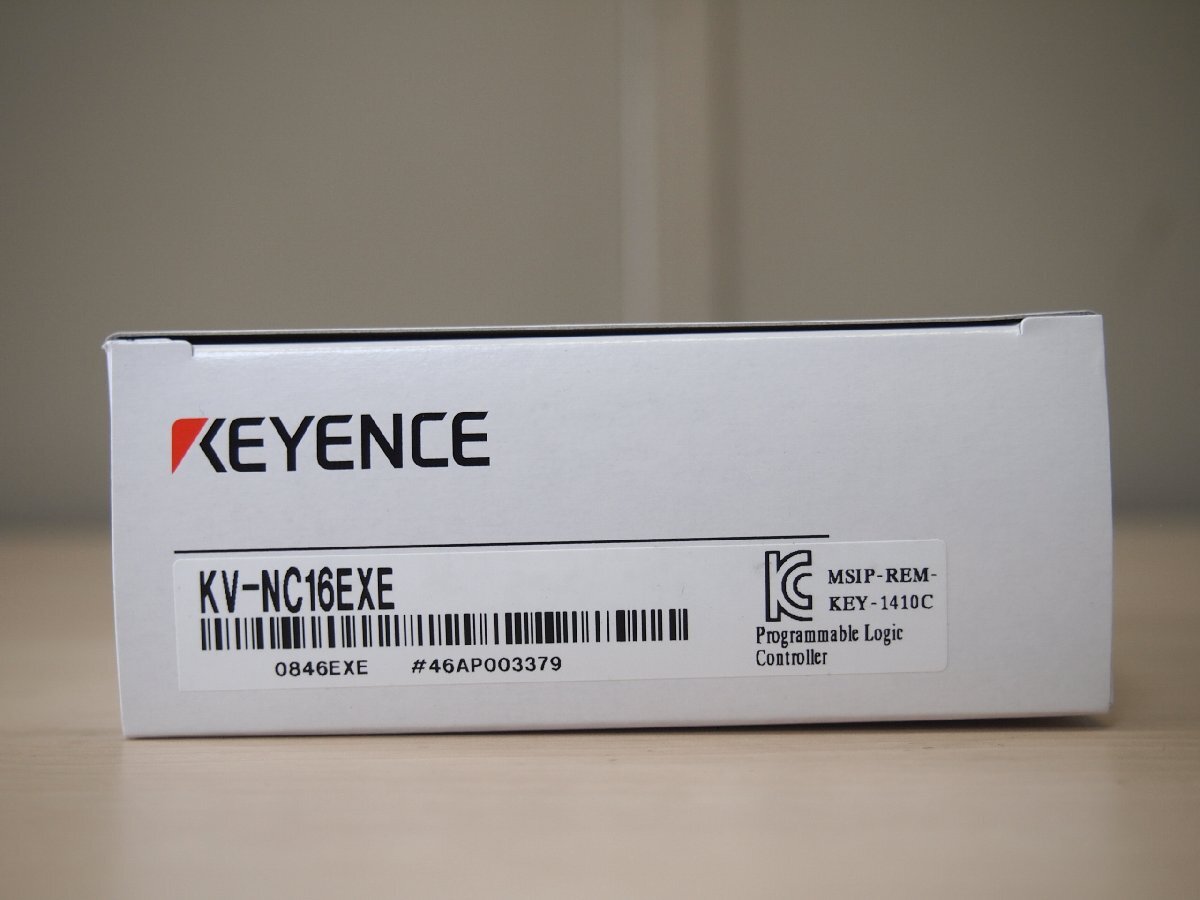 KEYENCE
KV-NC16EXE
0846EXE #46AP003379
MSIP-REM-
KEY-1410C
Programmable Logic
Controller